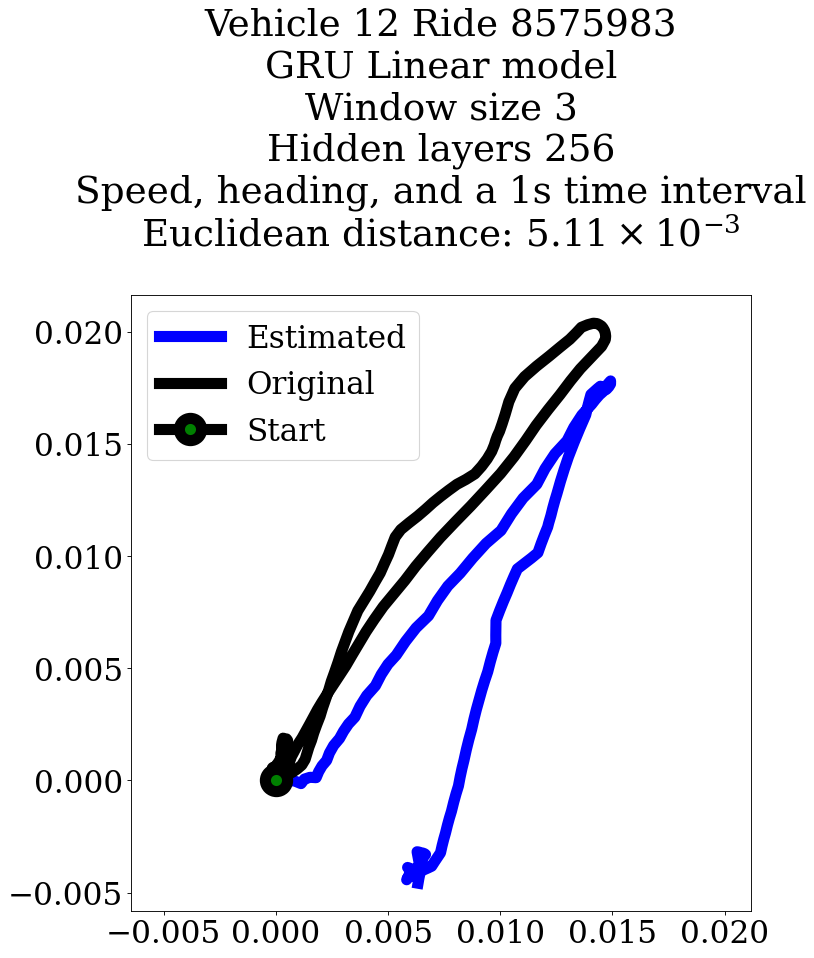 Vehicle 12 Ride 8575983
GRU Linear model
Window size 3
Hidden layers 256
Speed, heading, and a 1s time interval
Euclidean distance: 5.11 × 10⁻³
Estimated
Original
Start
0.020
0.015
0.010
0.005
0.000
−0.005
−0.005 0.000 0.005 0.010 0.015 0.020